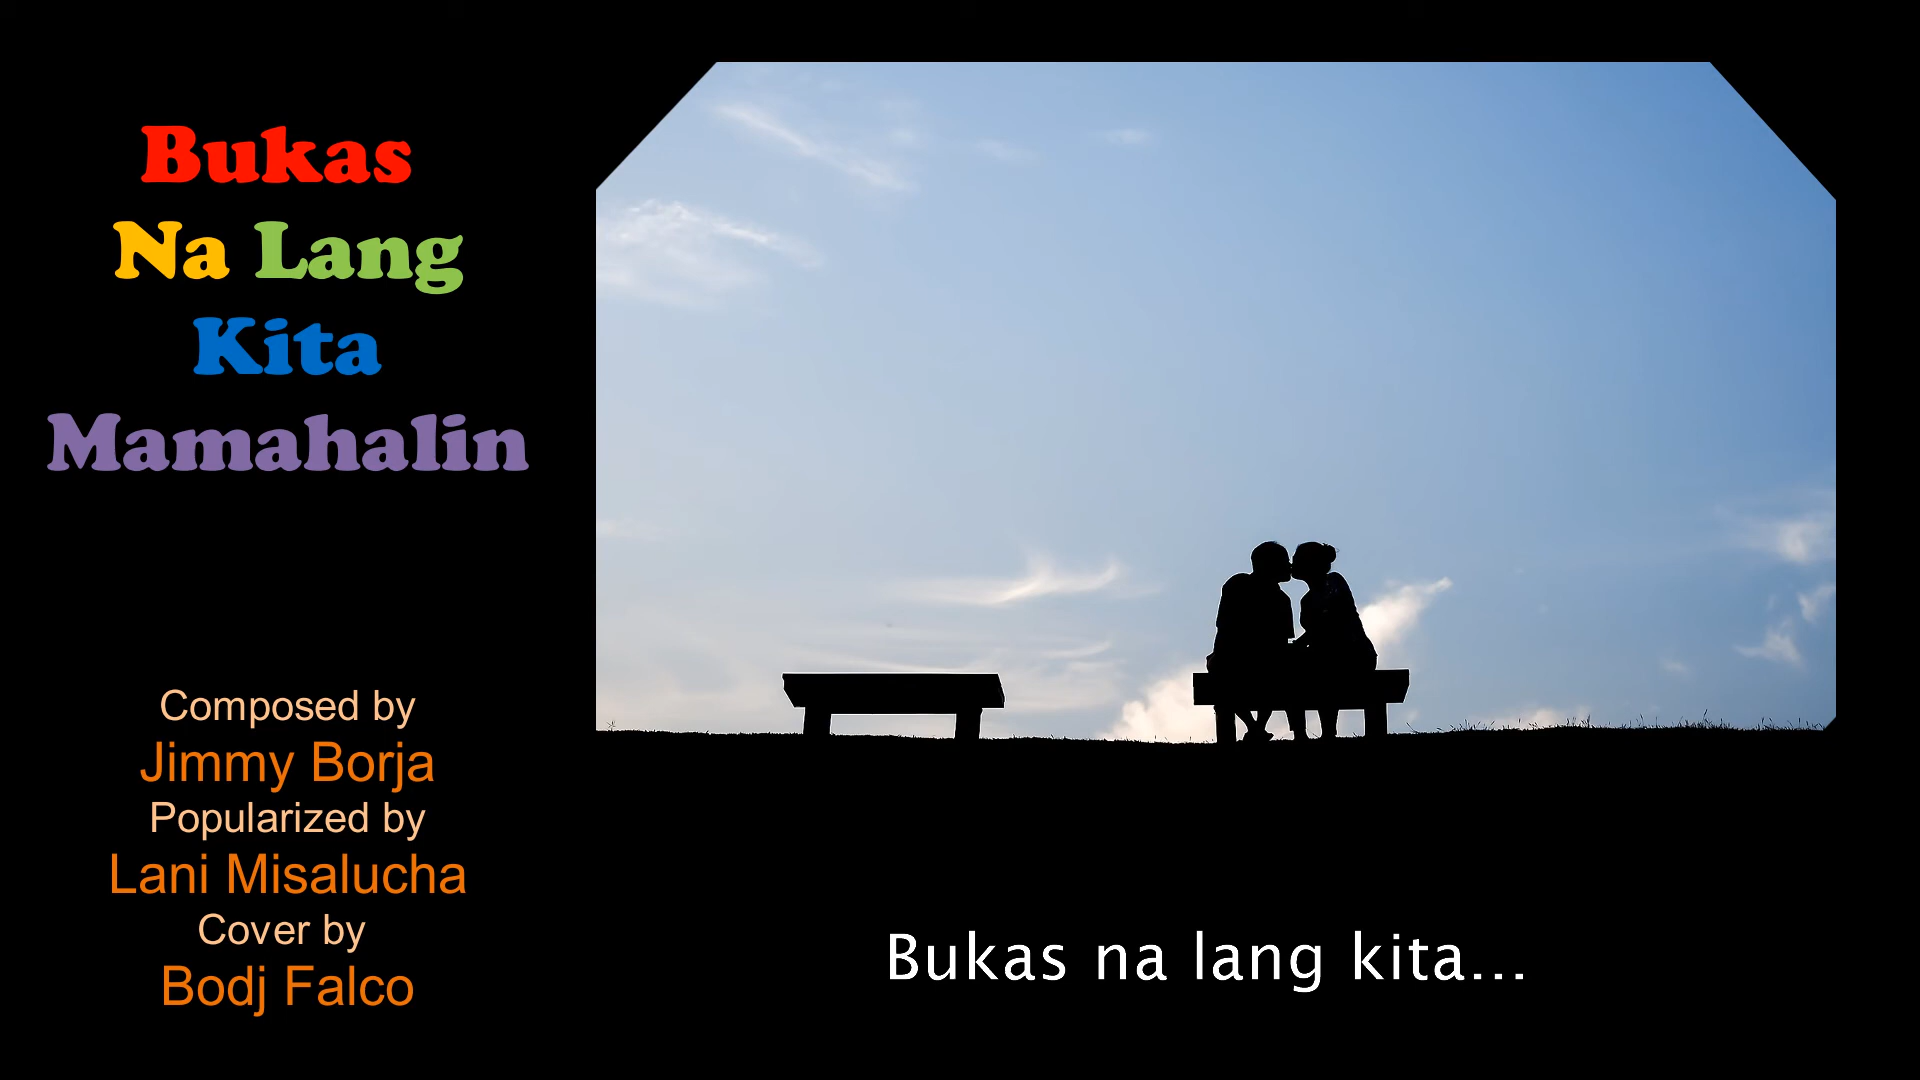 Bukas
Na Lang
Kita
Mamahalin
Composed by
Jimmy Borja
Popularized by
Lani Misalucha
Cover by
Bodj Falco
Bukas na lang kita...